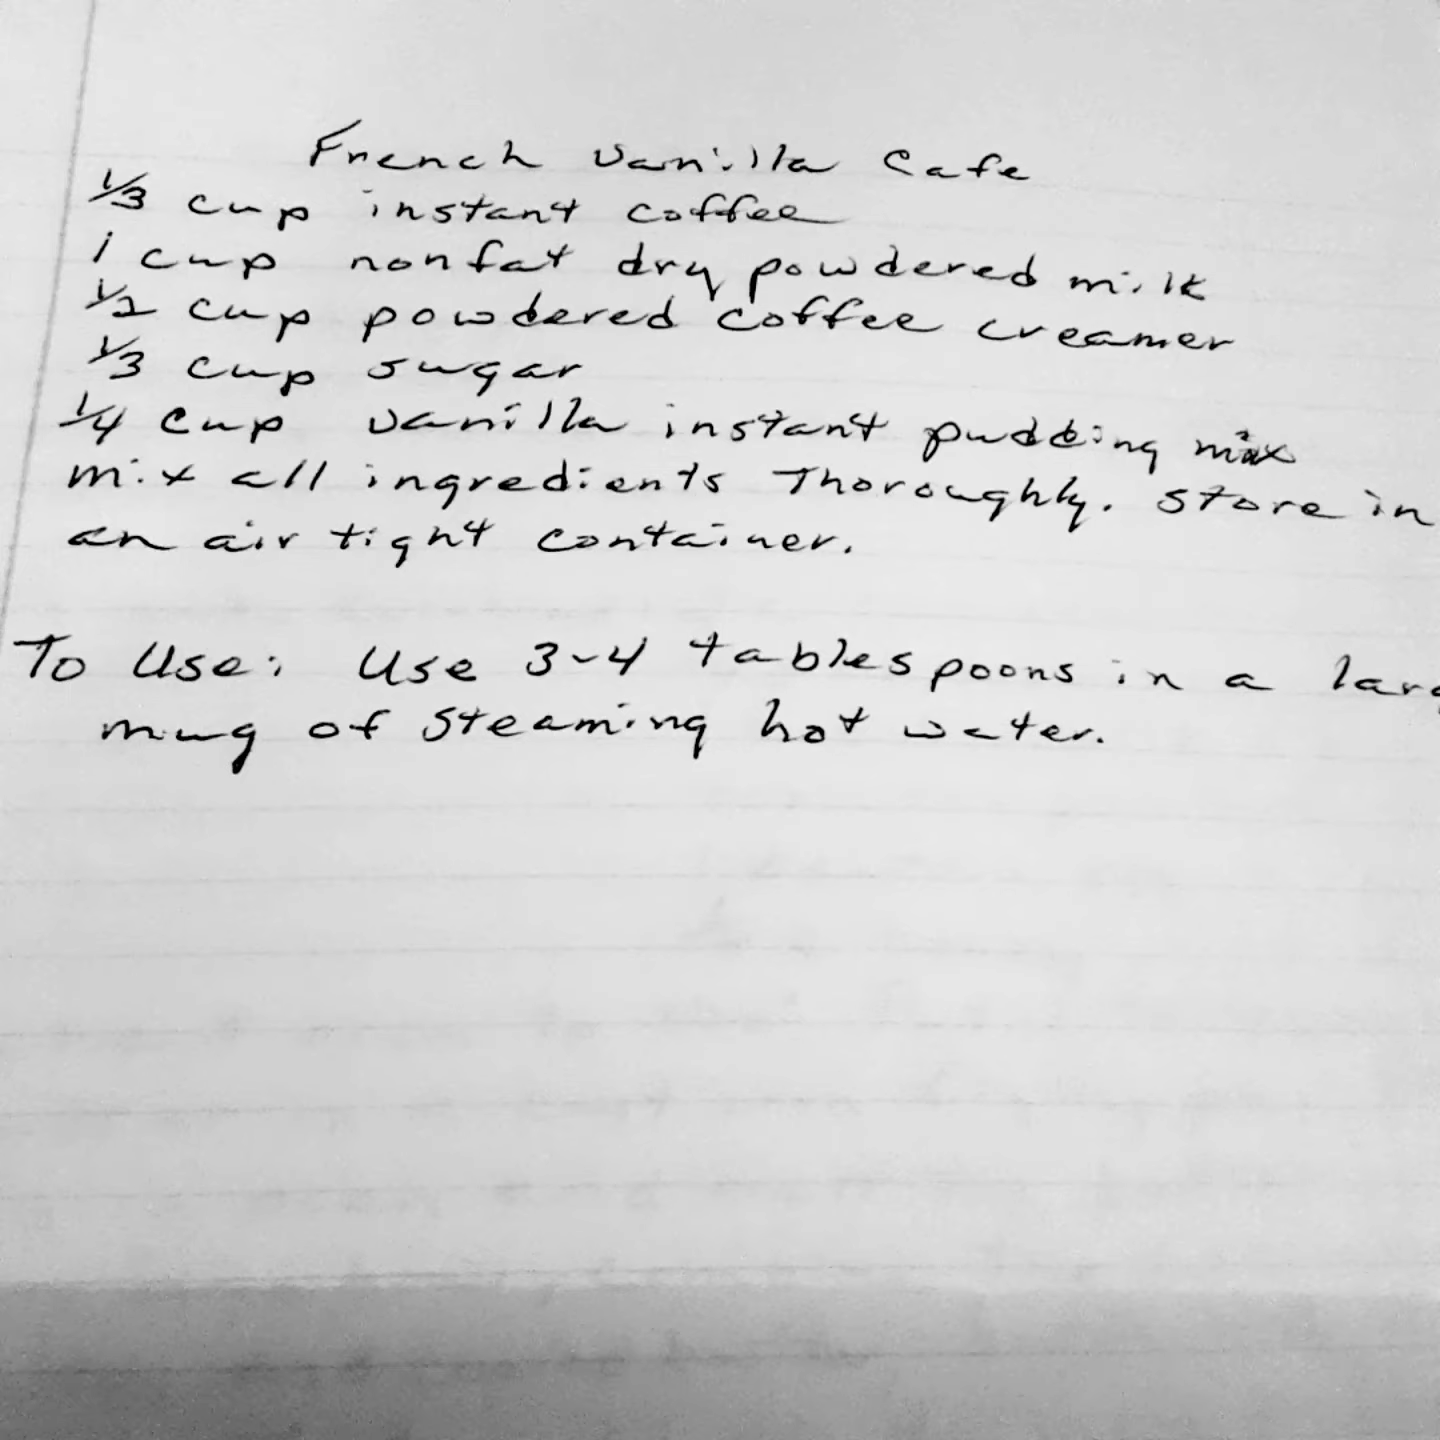 French Vanilla Cafe
1/3 cup instant coffee
1 cup nonfat dry powdered milk
1/2 cup powdered coffee creamer
1/3 cup sugar
1/4 cup vanilla instant pudding mix
mix all ingredients Thoroughly. Store in
an air tight container.
To Use: Use 3-4 tablespoons in a larg
mug of steaming hot water.